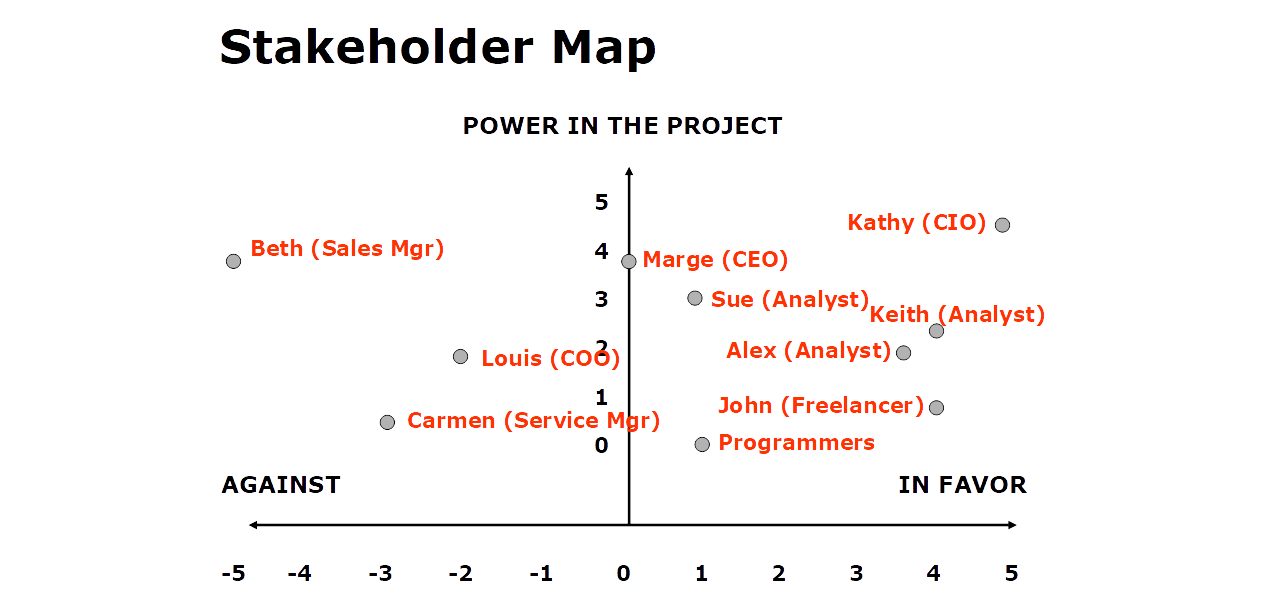 Stakeholder Map
POWER IN THE PROJECT
5
Kathy (CIO)
Beth (Sales Mgr)
4
Marge (CEO)
3
Sue (Analyst)
Keith (Analyst)
2
Louis (COO)
Alex (Analyst)
1
John (Freelancer)
Carmen (Service Mgr)
0
Programmers
AGAINST
IN FAVOR
-5 -4 -3 -2 -1 0 1 2 3 4 5